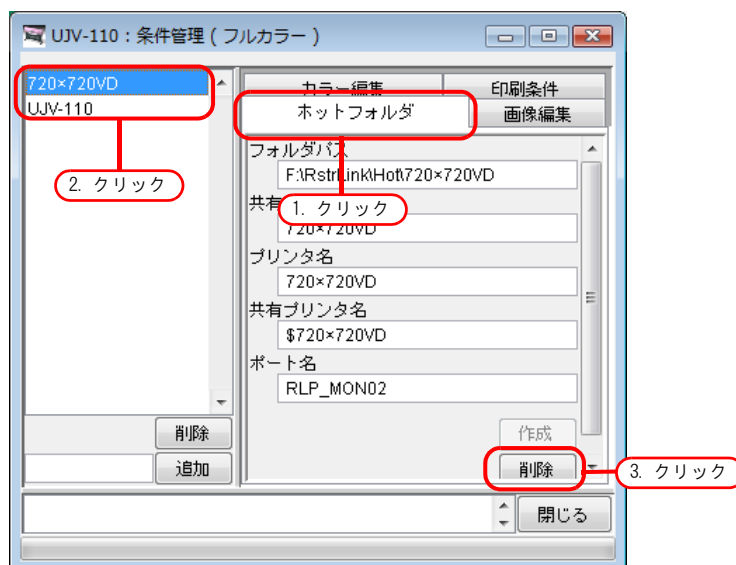 UJV-110：条件管理 ( フルカラー )
720×720VD
UJV-110
2. クリック
削除
追加
カラー編集
印刷条件
ホットフォルダ
画像編集
フォルダパス
F:\RstrLink\Hot\720×720VD
1. クリック
共有
720×720VD
プリンタ名
720×720VD
共有プリンタ名
$720×720VD
ポート名
RLP_MON02
作成
削除
3. クリック
閉じる